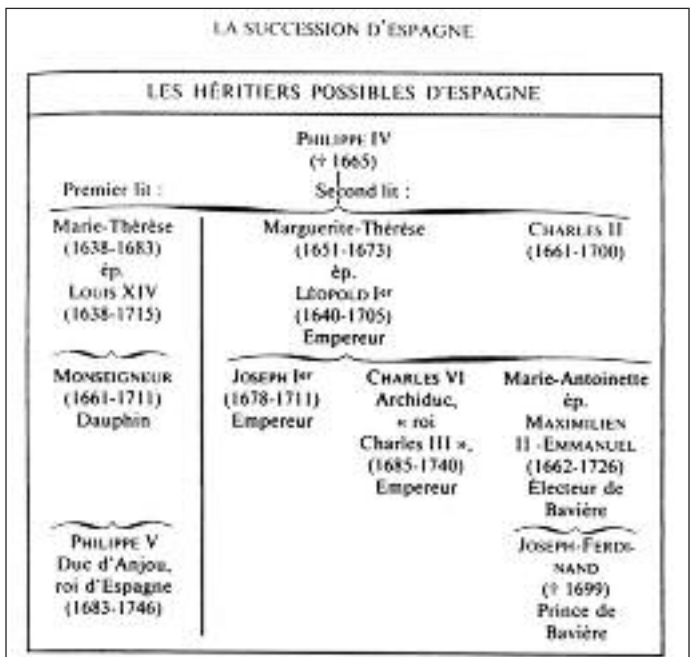 LA SUCCESSION D'ESPAGNE
LES HÉRITIERS POSSIBLES D'ESPAGNE
PHILIPPE IV
(† 1665)
Premier lit :
Second lit :
Marie-Thérèse
(1638-1683)
ép.
LOUIS XIV
(1638-1715)
Marguerite-Thérèse
(1651-1673)
ép.
LÉOPOLD Ier
(1640-1705)
Empereur
CHARLES II
(1661-1700)
MONSEIGNEUR
(1661-1711)
Dauphin
JOSEPH Ier
(1678-1711)
Empereur
CHARLES VI
Archiduc,
« roi
Charles III »,
(1685-1740)
Empereur
Marie-Antoinette
ép.
MAXIMILIEN
II -EMMANUEL
(1662-1726)
Électeur de
Bavière
PHILIPPE V
Duc d'Anjou,
roi d'Espagne
(1683-1746)
JOSEPH-FERDI-
NAND
(† 1699)
Prince de
Bavière